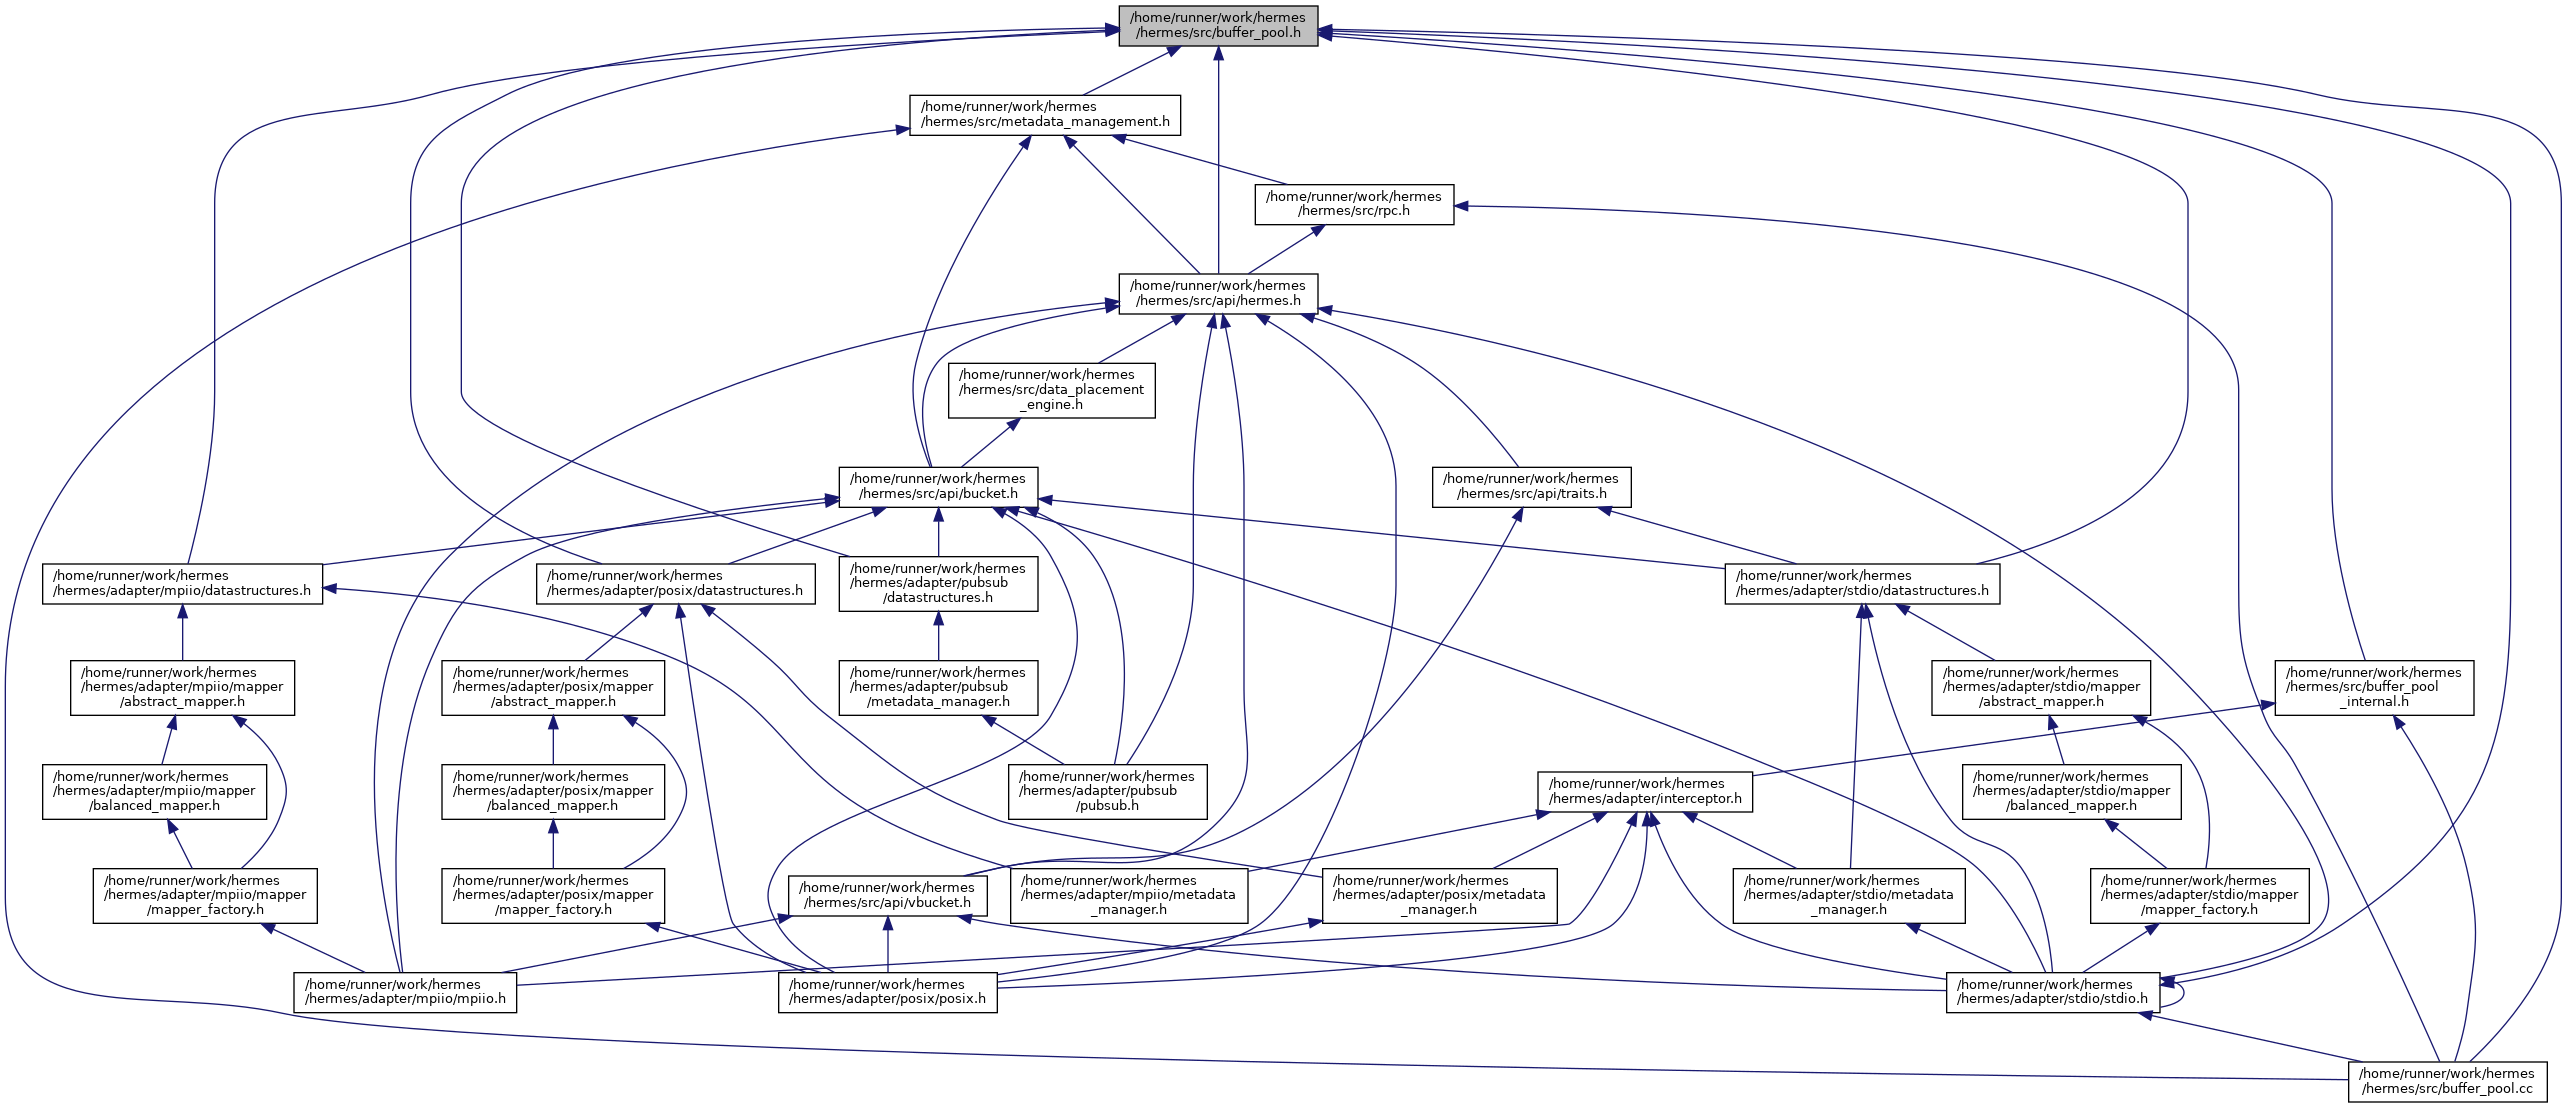 /home/runner/work/hermes
/hermes/src/buffer_pool.h
/home/runner/work/hermes
/hermes/src/metadata_management.h
/home/runner/work/hermes
/hermes/src/rpc.h
/home/runner/work/hermes
/hermes/src/api/hermes.h
/home/runner/work/hermes
/hermes/src/data_placement
_engine.h
/home/runner/work/hermes
/hermes/src/api/bucket.h
/home/runner/work/hermes
/hermes/src/api/traits.h
/home/runner/work/hermes
/hermes/adapter/mpiio/datastructures.h
/home/runner/work/hermes
/hermes/adapter/posix/datastructures.h
/home/runner/work/hermes
/hermes/adapter/pubsub
/datastructures.h
/home/runner/work/hermes
/hermes/adapter/stdio/datastructures.h
/home/runner/work/hermes
/hermes/adapter/mpiio/mapper
/abstract_mapper.h
/home/runner/work/hermes
/hermes/adapter/posix/mapper
/abstract_mapper.h
/home/runner/work/hermes
/hermes/adapter/pubsub
/metadata_manager.h
/home/runner/work/hermes
/hermes/adapter/stdio/mapper
/abstract_mapper.h
/home/runner/work/hermes
/hermes/src/buffer_pool
_internal.h
/home/runner/work/hermes
/hermes/adapter/mpiio/mapper
/balanced_mapper.h
/home/runner/work/hermes
/hermes/adapter/posix/mapper
/balanced_mapper.h
/home/runner/work/hermes
/hermes/adapter/pubsub
/pubsub.h
/home/runner/work/hermes
/hermes/adapter/interceptor.h
/home/runner/work/hermes
/hermes/adapter/stdio/mapper
/balanced_mapper.h
/home/runner/work/hermes
/hermes/adapter/mpiio/mapper
/mapper_factory.h
/home/runner/work/hermes
/hermes/adapter/posix/mapper
/mapper_factory.h
/home/runner/work/hermes
/hermes/src/api/vbucket.h
/home/runner/work/hermes
/hermes/adapter/mpiio/metadata
_manager.h
/home/runner/work/hermes
/hermes/adapter/posix/metadata
_manager.h
/home/runner/work/hermes
/hermes/adapter/stdio/metadata
_manager.h
/home/runner/work/hermes
/hermes/adapter/stdio/mapper
/mapper_factory.h
/home/runner/work/hermes
/hermes/adapter/mpiio/mpiio.h
/home/runner/work/hermes
/hermes/adapter/posix/posix.h
/home/runner/work/hermes
/hermes/adapter/stdio/stdio.h
/home/runner/work/hermes
/hermes/src/buffer_pool.cc